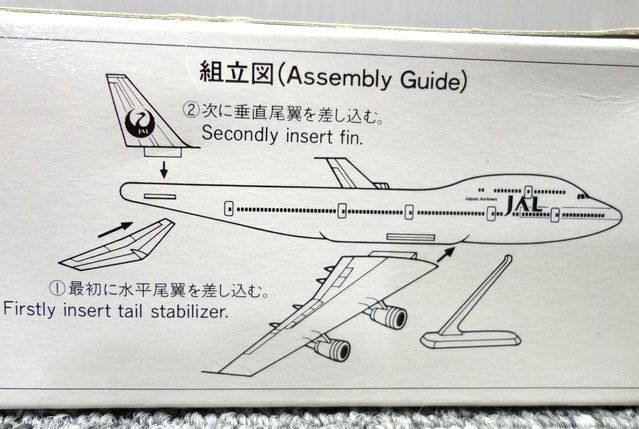 組立図(Assembly Guide)
②次に垂直尾翼を差し込む。
Secondly insert fin.
JAL
Japan Airlines
JAL
①最初に水平尾翼を差し込む。
Firstly insert tail stabilizer.